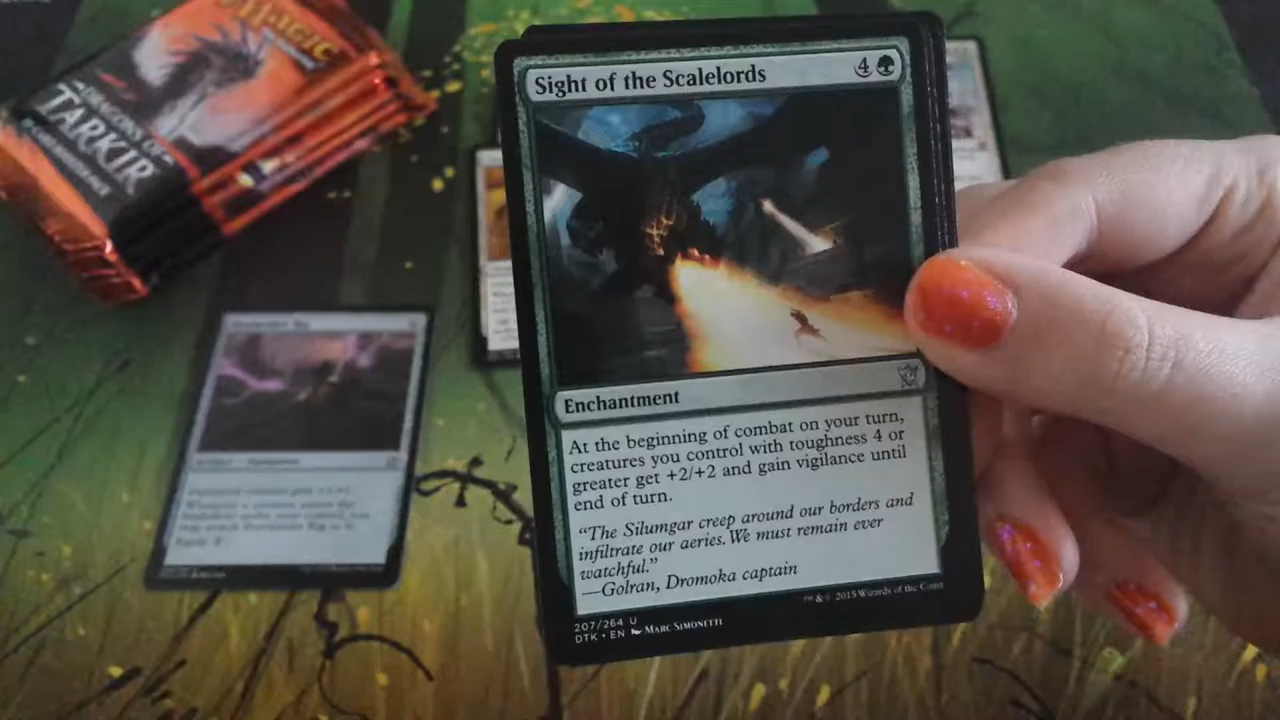 MAGIC
DRAGONS OF
TARKIR
Sight of the Scalelords
4
Enchantment
At the beginning of combat on your turn,
creatures you control with toughness 4 or
greater get +2/+2 and gain vigilance until
end of turn.
“The Silumgar creep around our borders and
infiltrate our aeries. We must remain ever
watchful.”
—Golran, Dromoka captain
207/264 U
DTK • EN Marc Simonetti
™ & © 2015 Wizards of the Coast